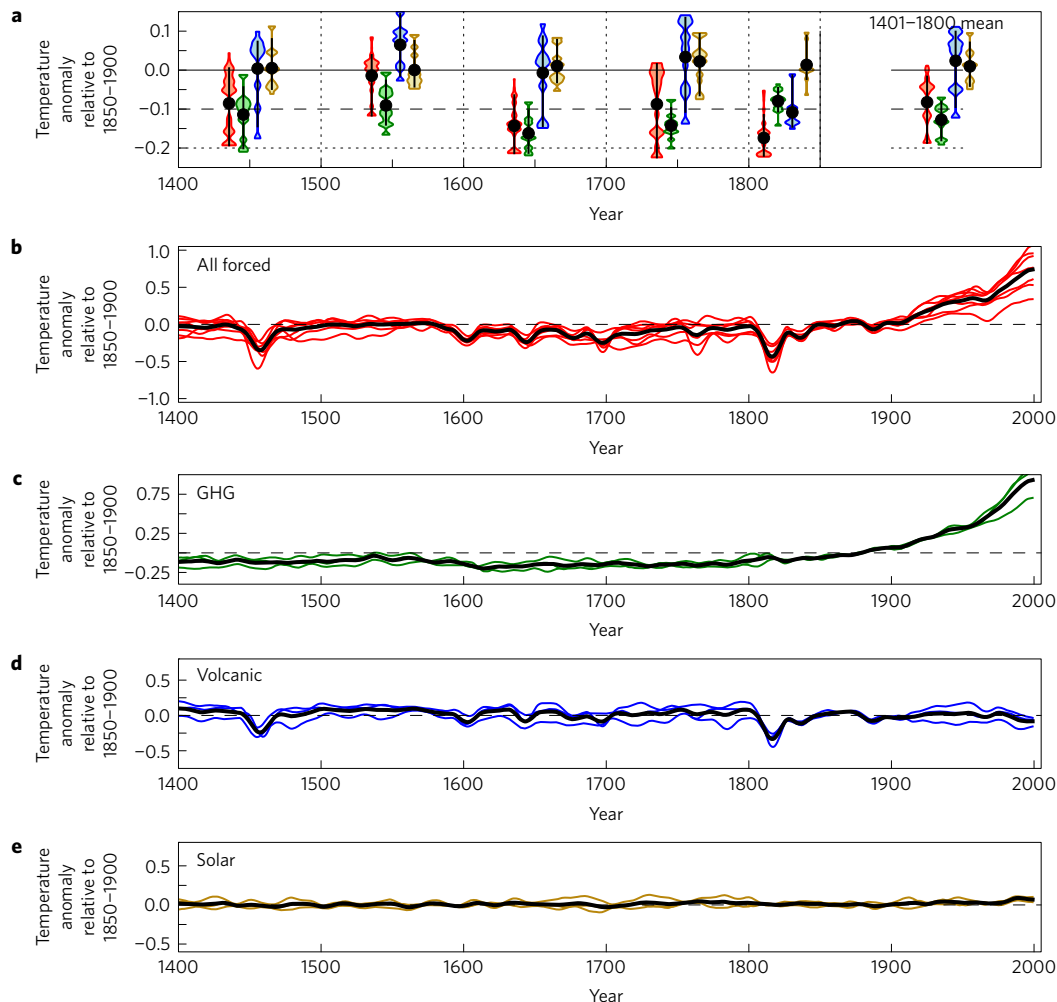 a
1401–1800 mean
Temperature
anomaly
relative to
1850–1900
0.1
0.0
−0.1
−0.2
1400 1500 1600 1700 1800
Year
b
All forced
Temperature
anomaly
relative to
1850–1900
1.0
0.5
0.0
−0.5
−1.0
1400 1500 1600 1700 1800 1900 2000
Year
c
GHG
Temperature
anomaly
relative to
1850–1900
0.75
0.25
−0.25
1400 1500 1600 1700 1800 1900 2000
Year
d
Volcanic
Temperature
anomaly
relative to
1850–1900
0.5
0.0
−0.5
1400 1500 1600 1700 1800 1900 2000
Year
e
Solar
Temperature
anomaly
relative to
1850–1900
0.5
0.0
−0.5
1400 1500 1600 1700 1800 1900 2000
Year